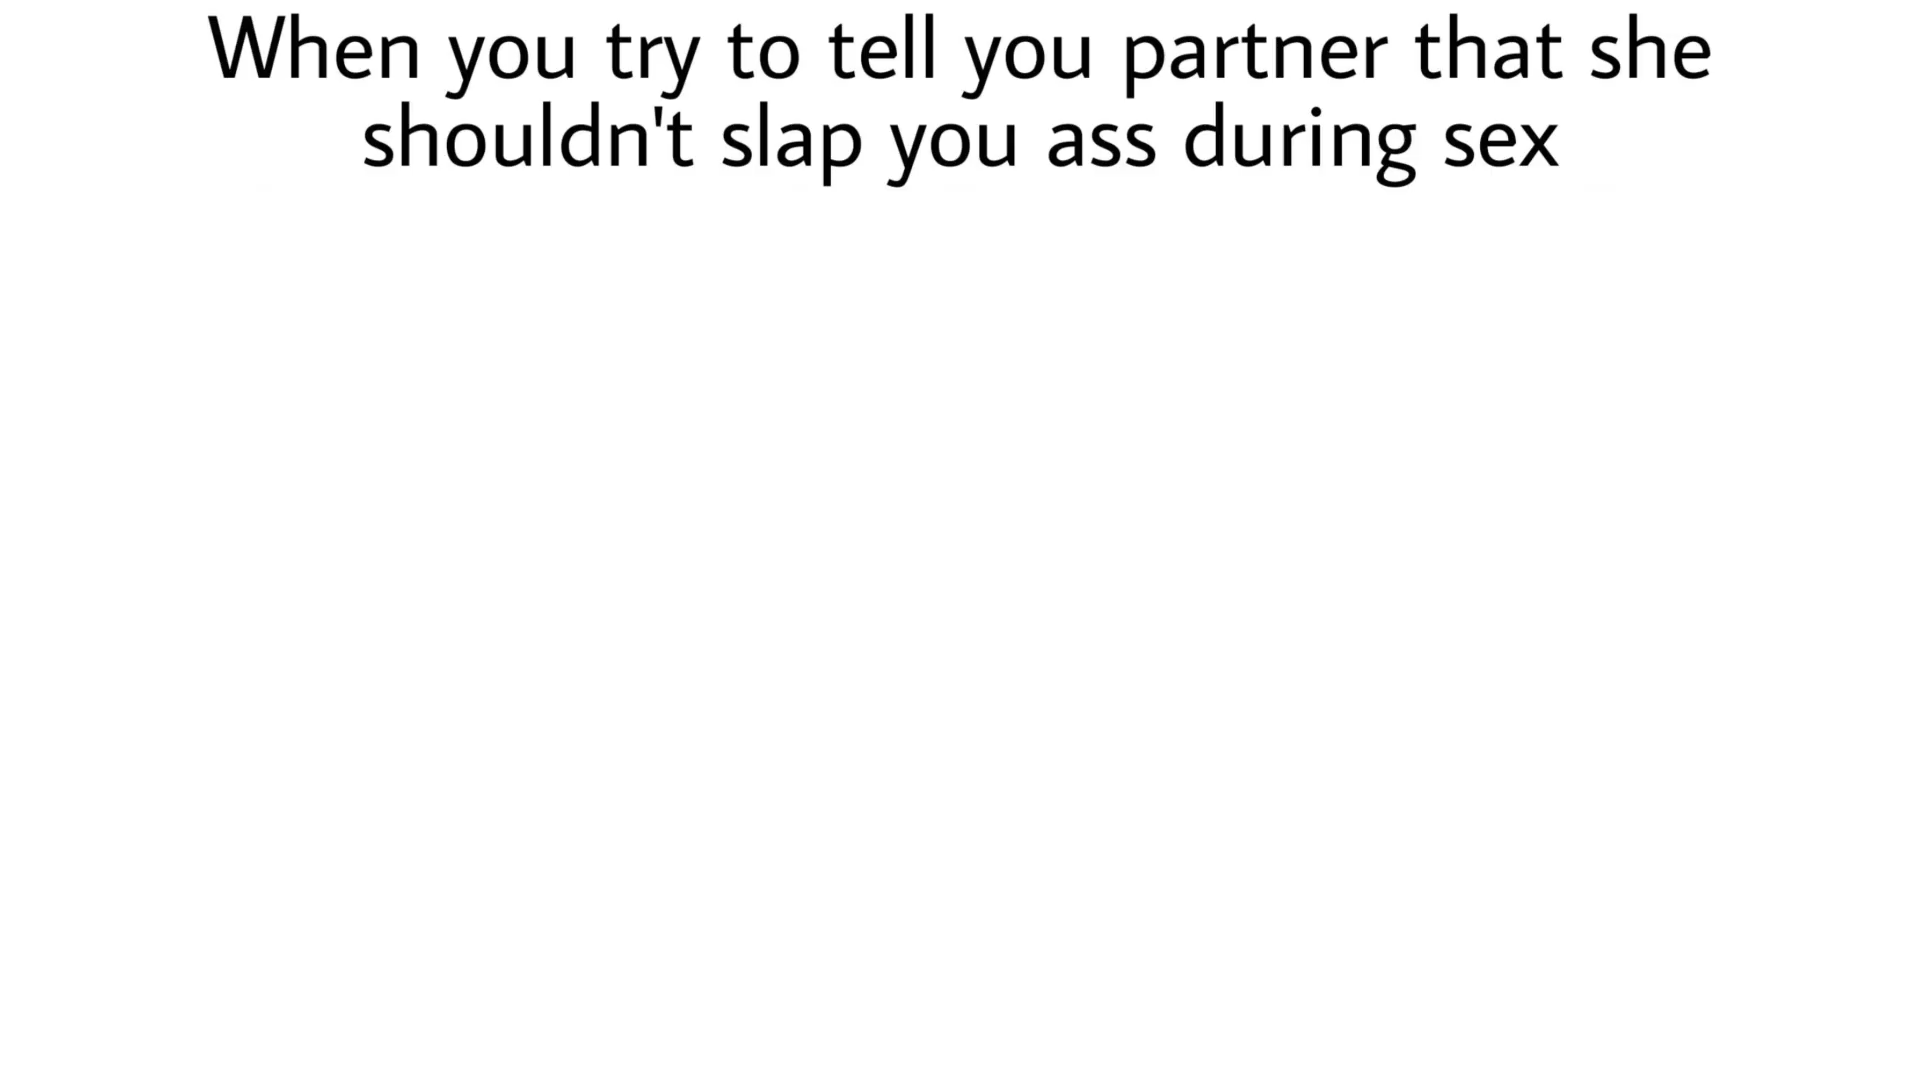 When you try to tell you partner that she
shouldn't slap you ass during sex